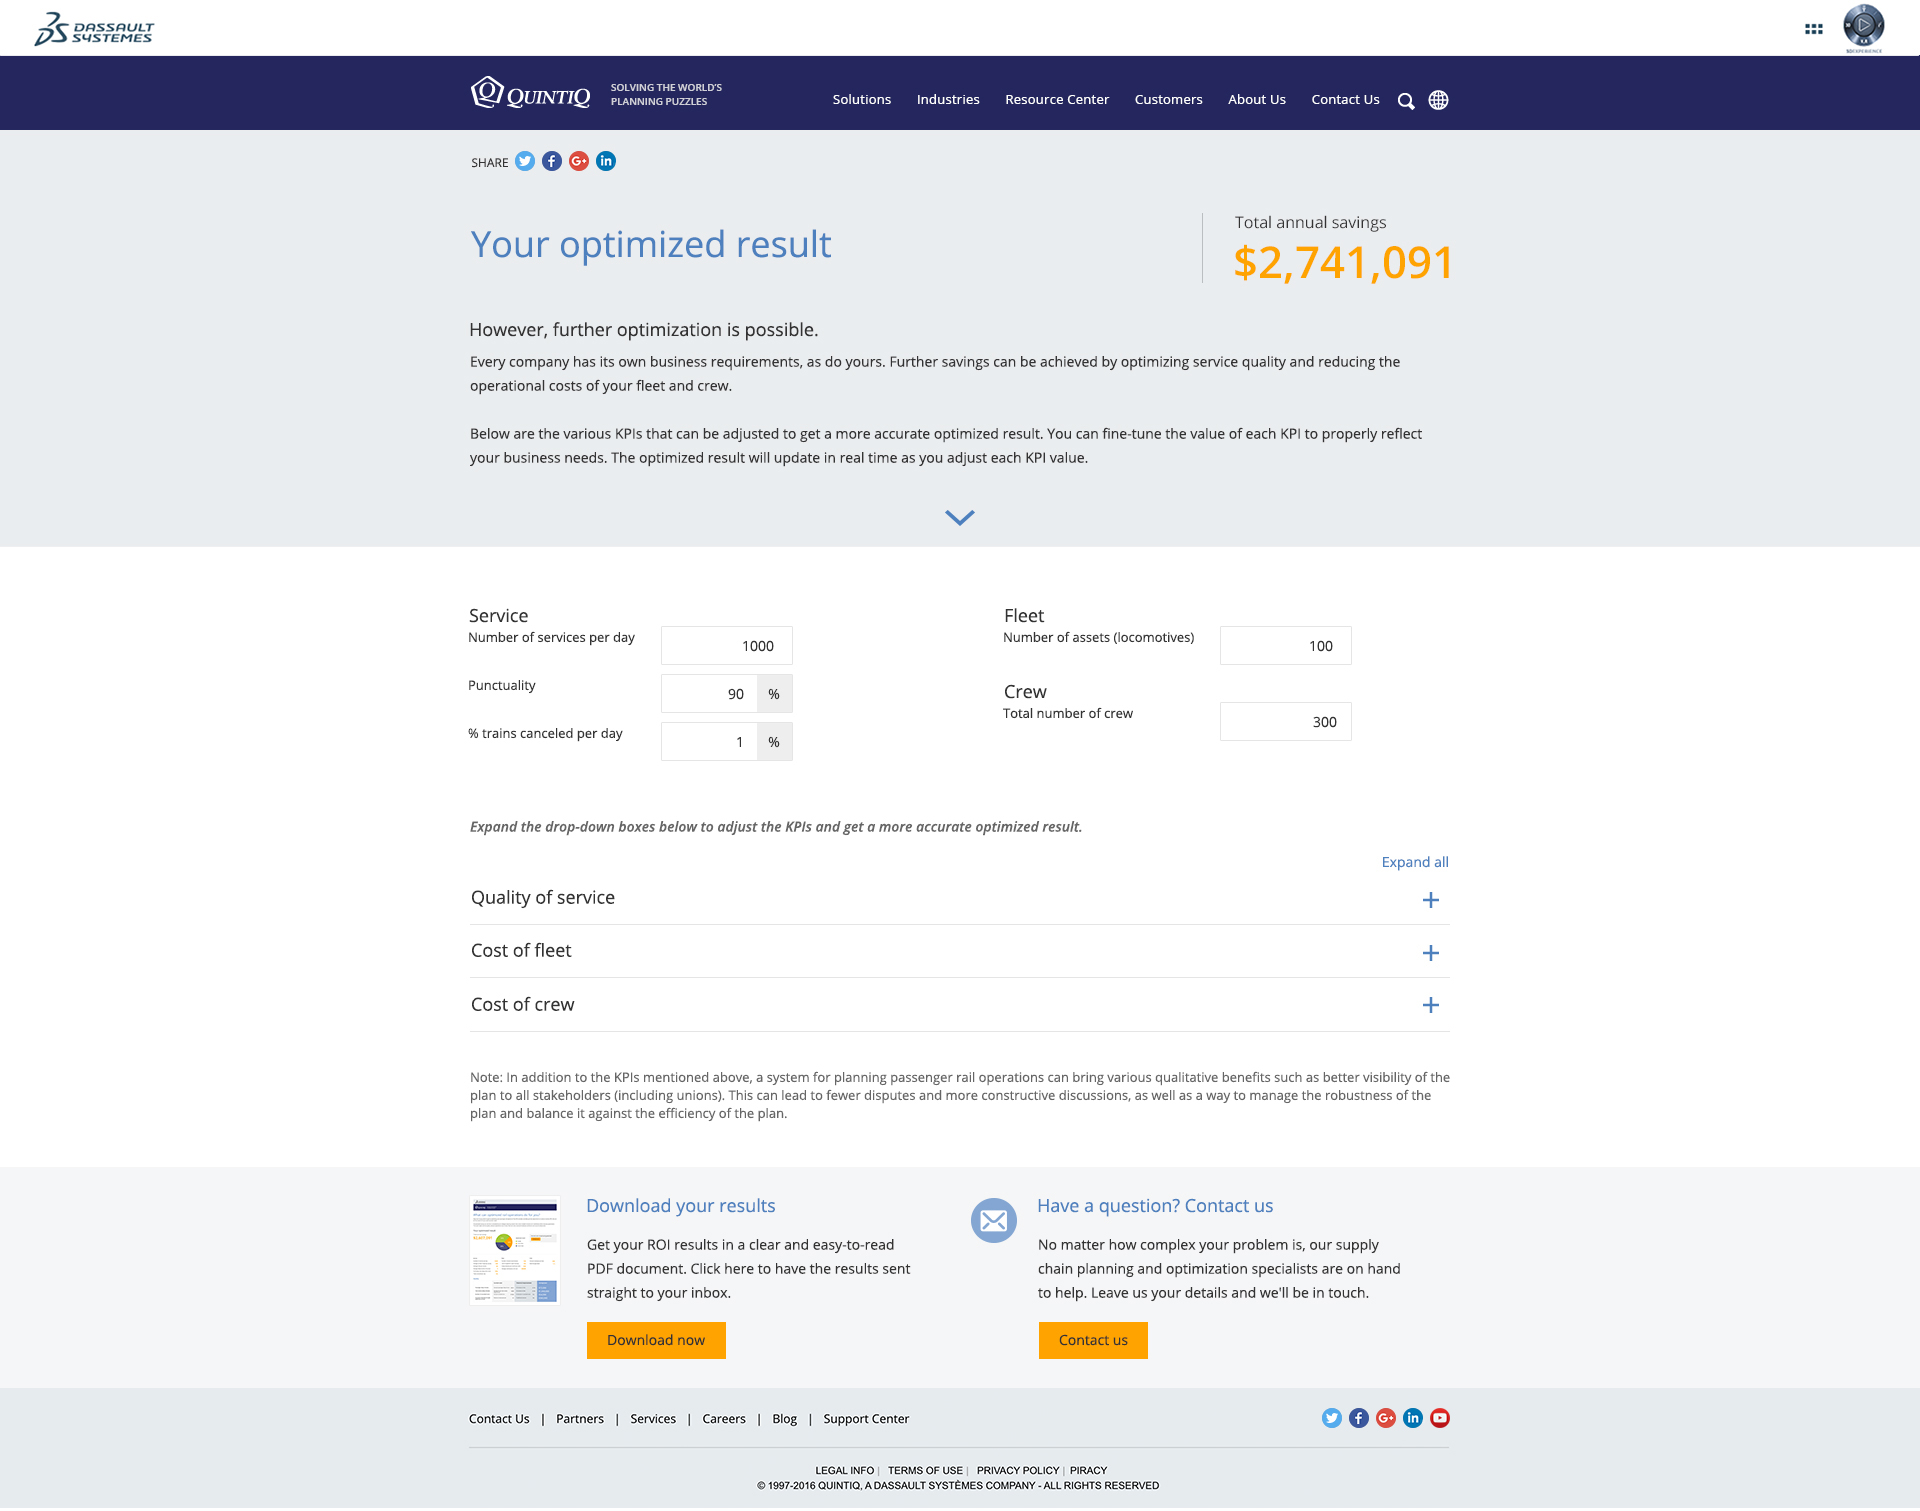 DASSAULT
SYSTEMES
3DEXPERIENCE
QUINTIQ
SOLVING THE WORLD'S
PLANNING PUZZLES
Solutions Industries Resource Center Customers About Us Contact Us
SHARE
Your optimized result
Total annual savings
$2,741,091
However, further optimization is possible.
Every company has its own business requirements, as do yours. Further savings can be achieved by optimizing service quality and reducing the
operational costs of your fleet and crew.
Below are the various KPIs that can be adjusted to get a more accurate optimized result. You can fine-tune the value of each KPI to properly reflect
your business needs. The optimized result will update in real time as you adjust each KPI value.
Service
Number of services per day 1000
Punctuality 90 %
% trains canceled per day 1 %
Fleet
Number of assets (locomotives) 100
Crew
Total number of crew 300
Expand the drop-down boxes below to adjust the KPIs and get a more accurate optimized result.
Expand all
Quality of service
Cost of fleet
Cost of crew
Note: In addition to the KPIs mentioned above, a system for planning passenger rail operations can bring various qualitative benefits such as better visibility of the
plan to all stakeholders (including unions). This can lead to fewer disputes and more constructive discussions, as well as a way to manage the robustness of the
plan and balance it against the efficiency of the plan.
Download your results
Get your ROI results in a clear and easy-to-read
PDF document. Click here to have the results sent
straight to your inbox.
Download now
Have a question? Contact us
No matter how complex your problem is, our supply
chain planning and optimization specialists are on hand
to help. Leave us your details and we'll be in touch.
Contact us
Contact Us | Partners | Services | Careers | Blog | Support Center
LEGAL INFO | TERMS OF USE | PRIVACY POLICY | PIRACY
© 1997-2016 QUINTIQ, A DASSAULT SYSTÈMES COMPANY - ALL RIGHTS RESERVED